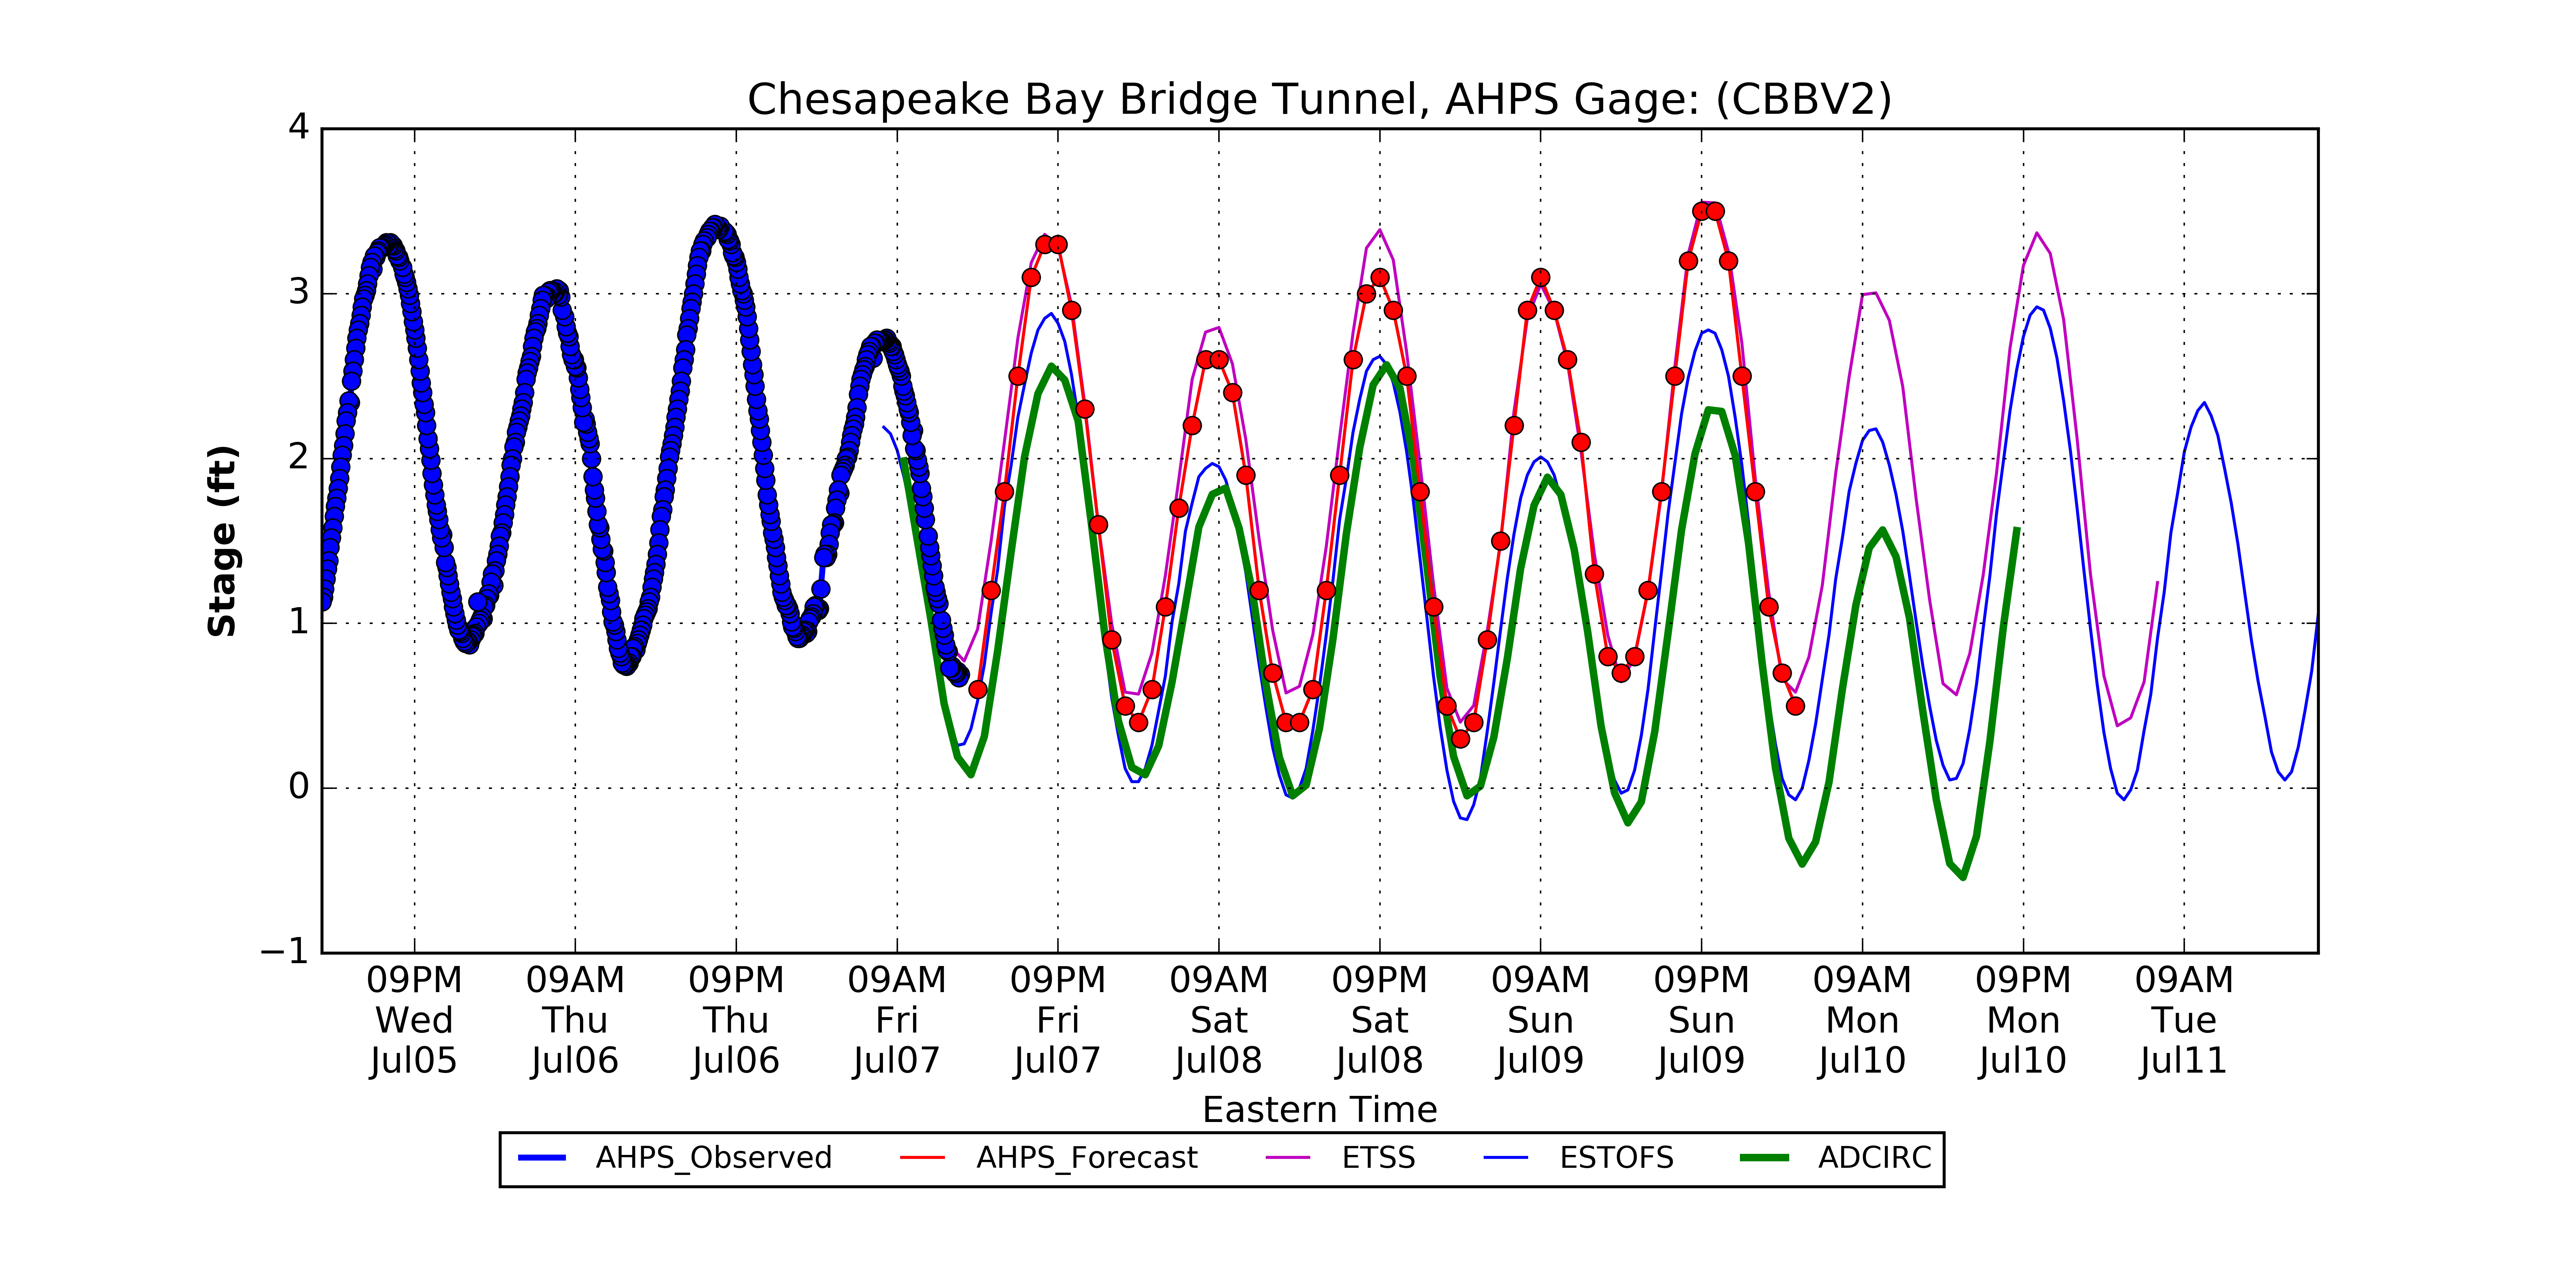 Chesapeake Bay Bridge Tunnel, AHPS Gage: (CBBV2)
4
3
2
1
0
−1
Stage (ft)
09PM 09AM 09PM 09AM 09PM 09AM 09PM 09AM 09PM 09AM 09PM 09AM
Wed Thu Thu Fri Fri Sat Sat Sun Sun Mon Mon Tue
Jul05 Jul06 Jul06 Jul07 Jul07 Jul08 Jul08 Jul09 Jul09 Jul10 Jul10 Jul11
Eastern Time
AHPS_Observed AHPS_Forecast ETSS ESTOFS ADCIRC